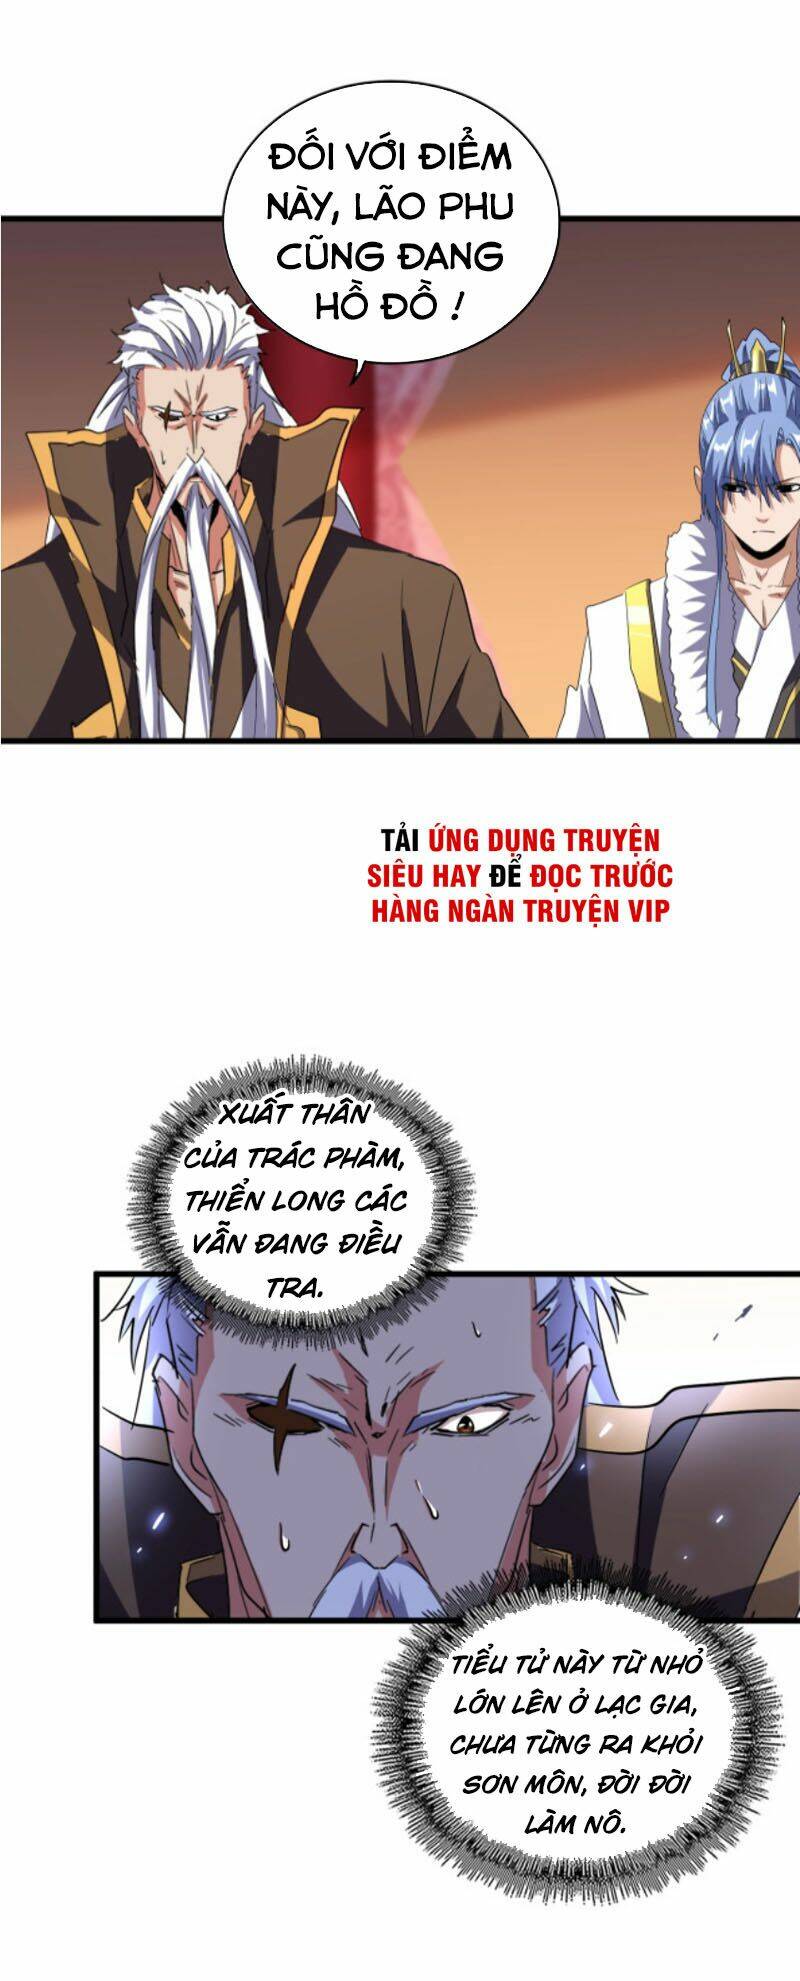 ĐỐI VỚI ĐIỂM
NÀY, LÃO PHU
CŨNG ĐANG
HỒ ĐỒ !
TẢI ỨNG DỤNG TRUYỆN
SIÊU HAY ĐỂ ĐỌC TRƯỚC
HÀNG NGÀN TRUYỆN VIP
XUẤT THÂN
CỦA TRÁC PHÀM,
THIỂN LONG CÁC
VẪN ĐANG ĐIỀU
TRA.
TIỂU TỬ NÀY TỪ NHỎ
LỚN LÊN Ở LẠC GIA,
CHƯA TỪNG RA KHỎI
SƠN MÔN, ĐỜI ĐỜI
LÀM NÔ.